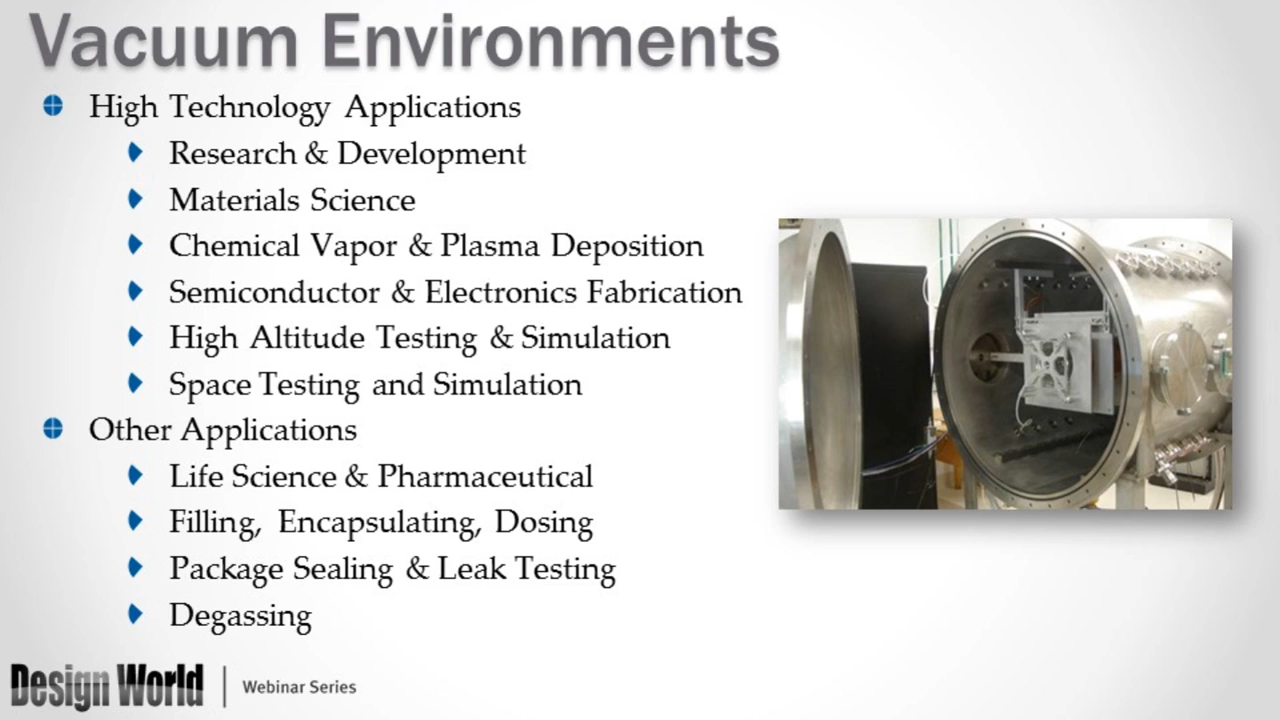 Vacuum Environments
High Technology Applications
Research & Development
Materials Science
Chemical Vapor & Plasma Deposition
Semiconductor & Electronics Fabrication
High Altitude Testing & Simulation
Space Testing and Simulation
Other Applications
Life Science & Pharmaceutical
Filling, Encapsulating, Dosing
Package Sealing & Leak Testing
Degassing
Design World | Webinar Series